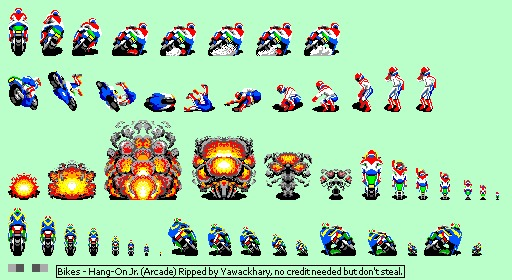 Bikes - Hang-On Jr. (Arcade) Ripped by Yawackhary, no credit needed but don't steal.